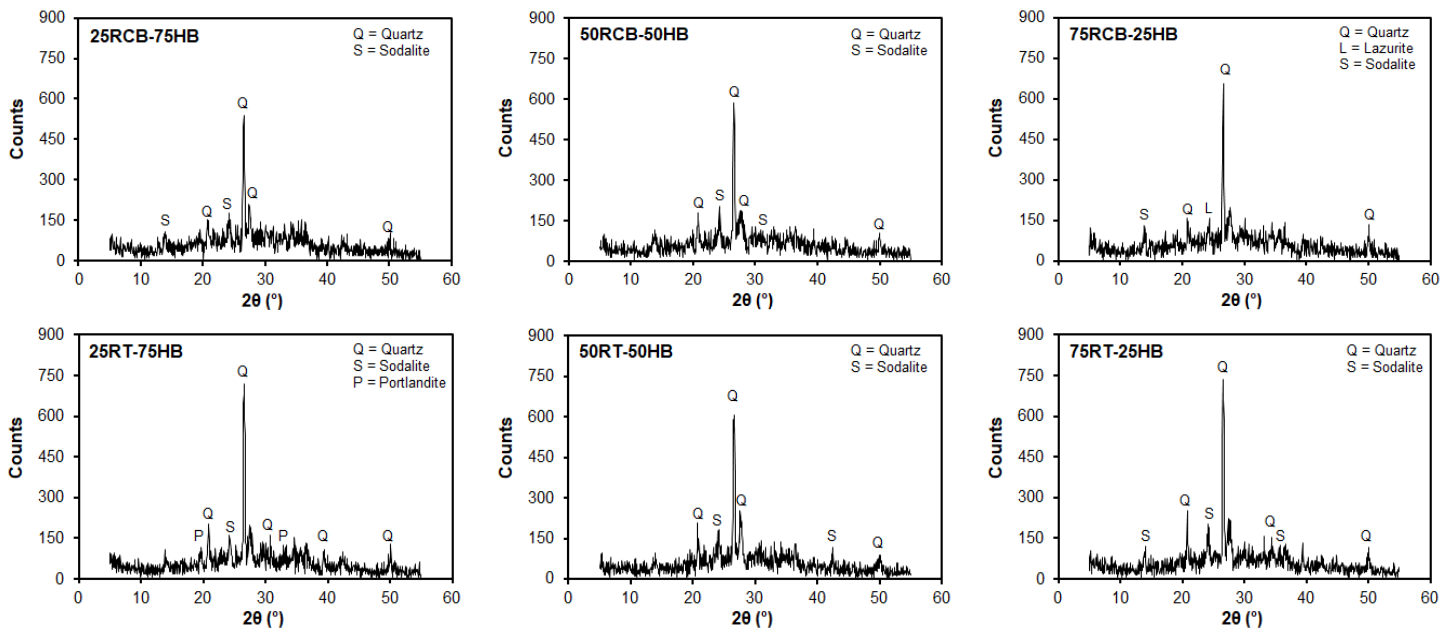 25RCB-75HB
Q = Quartz
S = Sodalite
Counts
900
750
600
450
300
150
0
Q
S
Q
S
Q
Q
0 10 20 30 40 50 60
2θ (°)
50RCB-50HB
Q = Quartz
S = Sodalite
Counts
900
750
600
450
300
150
0
Q
Q
S
Q
S
Q
0 10 20 30 40 50 60
2θ (°)
75RCB-25HB
Q = Quartz
L = Lazurite
S = Sodalite
Counts
900
750
600
450
300
150
0
Q
S
Q
L
Q
0 10 20 30 40 50 60
2θ (°)
25RT-75HB
Q = Quartz
S = Sodalite
P = Portlandite
Counts
900
750
600
450
300
150
0
Q
P
Q
S
Q
P
Q
Q
0 10 20 30 40 50 60
2θ (°)
50RT-50HB
Q = Quartz
S = Sodalite
Counts
900
750
600
450
300
150
0
Q
Q
S
Q
S
Q
0 10 20 30 40 50 60
2θ (°)
75RT-25HB
Q = Quartz
S = Sodalite
Counts
900
750
600
450
300
150
0
Q
S
Q
S
Q
S
Q
0 10 20 30 40 50 60
2θ (°)